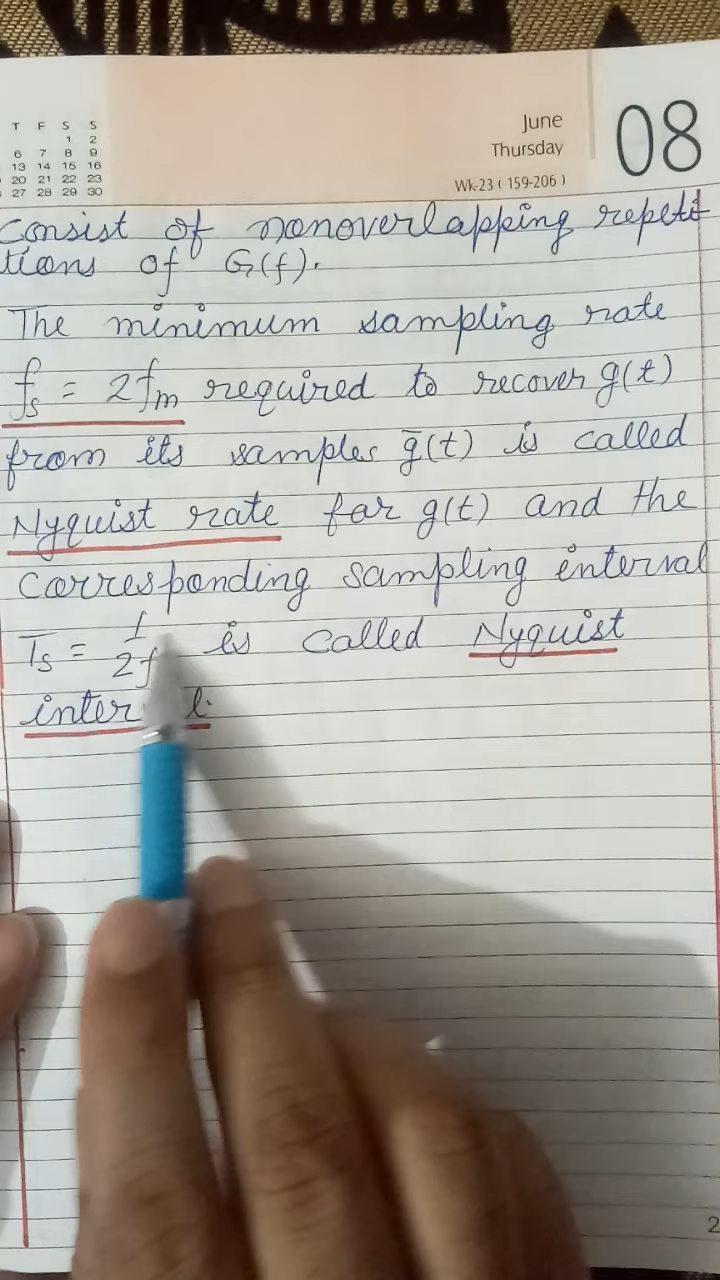 June
08
Thursday
Wk-23 ( 159-206 )
T F S S
1 2
6 7 8 9
13 14 15 16
20 21 22 23
27 28 29 30
consist of nonoverlapping repeti
tions of G(f).
The minimum sampling rate
fs = 2fm required to recover g(t)
from its samples g̅(t) is called
Nyquist rate for g(t) and the
corresponding sampling interval
Ts = 1/2f is called Nyquist
inter l.
2